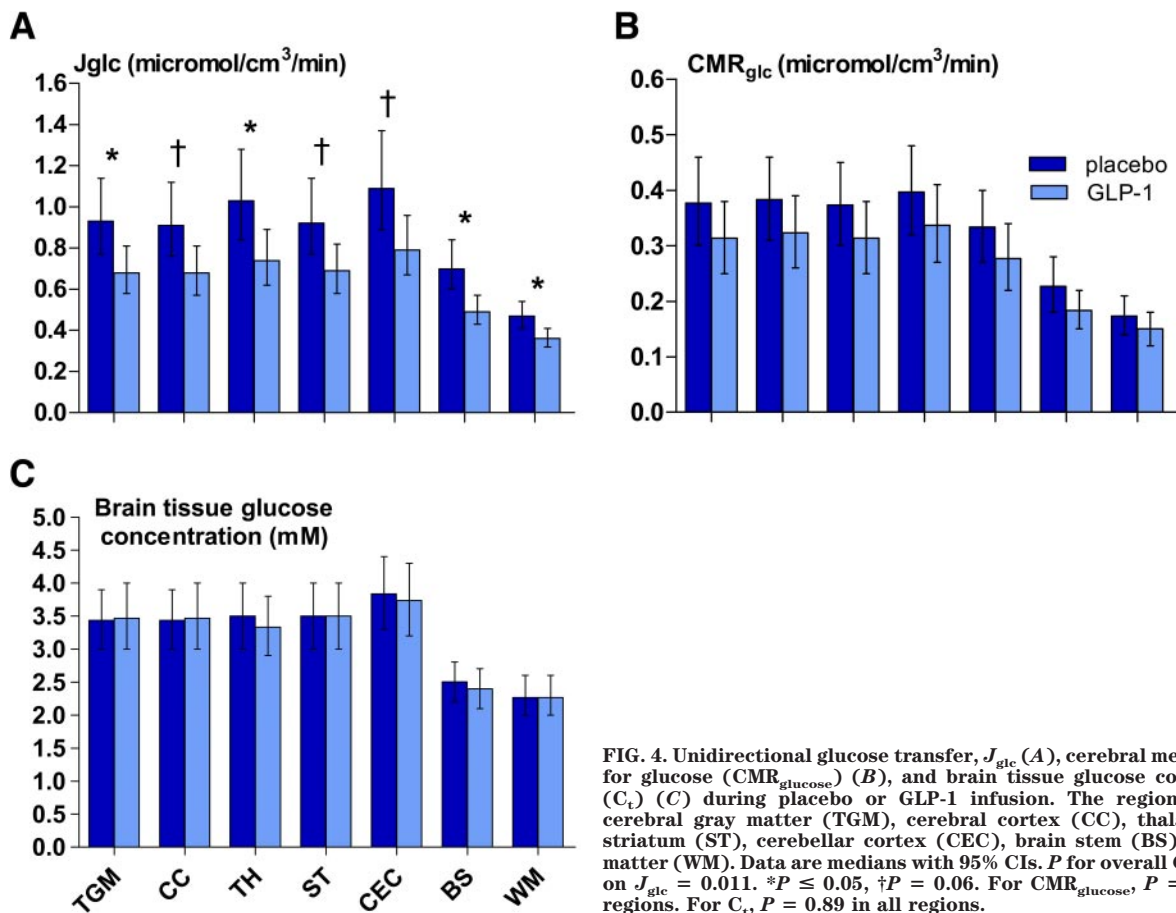 A
Jglc (micromol/cm³/min)
1.6
1.4
1.2
1.0
0.8
0.6
0.4
0.2
0.0
* † * † † * *
B
CMRglc (micromol/cm³/min)
0.6
0.5
0.4
0.3
0.2
0.1
0.0
placebo
GLP-1
C
Brain tissue glucose
concentration (mM)
5.0
4.5
4.0
3.5
3.0
2.5
2.0
1.5
1.0
0.5
0.0
TGM CC TH ST CEC BS WM
FIG. 4. Unidirectional glucose transfer, Jglc (A), cerebral me
for glucose (CMRglucose) (B), and brain tissue glucose co
(Ct) (C) during placebo or GLP-1 infusion. The region
cerebral gray matter (TGM), cerebral cortex (CC), thal
striatum (ST), cerebellar cortex (CEC), brain stem (BS)
matter (WM). Data are medians with 95% CIs. P for overall
on Jglc = 0.011. *P ≤ 0.05, †P = 0.06. For CMRglucose, P =
regions. For Ct, P = 0.89 in all regions.